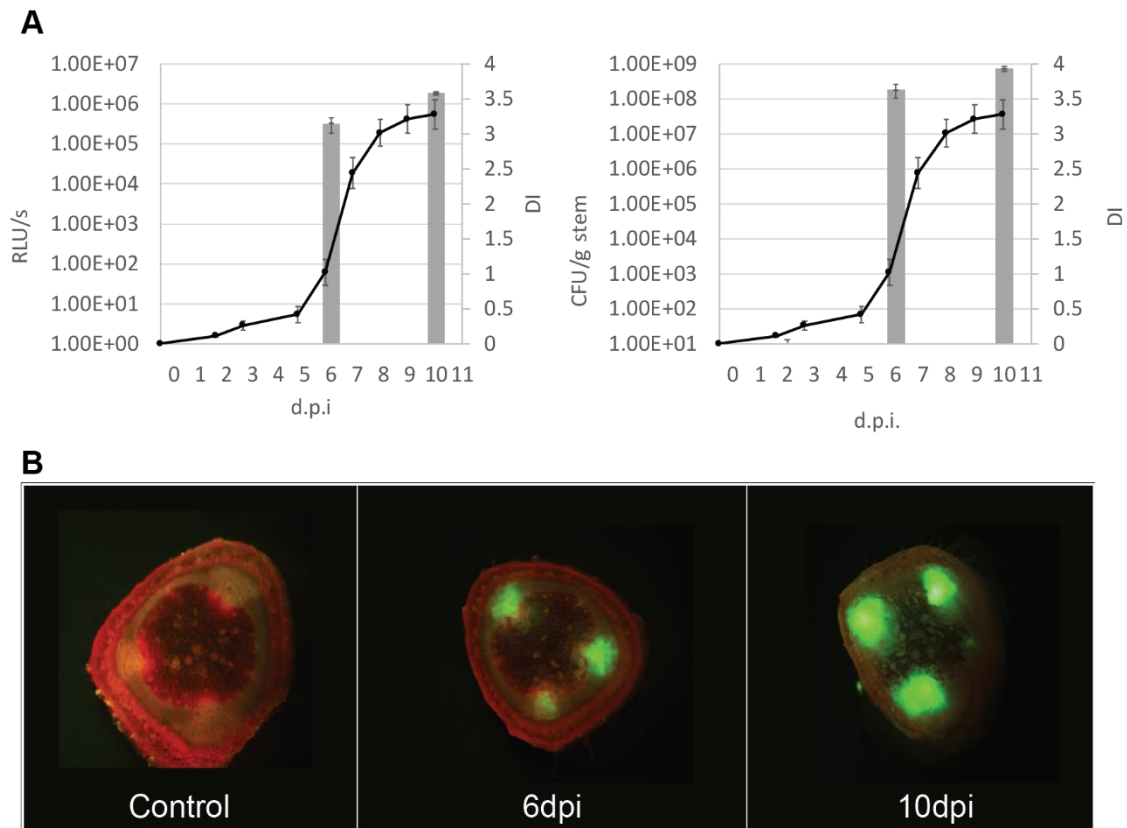 A
1.00E+07
1.00E+06
1.00E+05
1.00E+04
1.00E+03
1.00E+02
1.00E+01
1.00E+00
RLU/s
4
3.5
3
2.5
2
1.5
1
0.5
0
DI
0 1 2 3 4 5 6 7 8 9 10 11
d.p.i
1.00E+09
1.00E+08
1.00E+07
1.00E+06
1.00E+05
1.00E+04
1.00E+03
1.00E+02
1.00E+01
CFU/g stem
4
3.5
3
2.5
2
1.5
1
0.5
0
DI
0 1 2 3 4 5 6 7 8 9 10 11
d.p.i.
B
Control
6dpi
10dpi